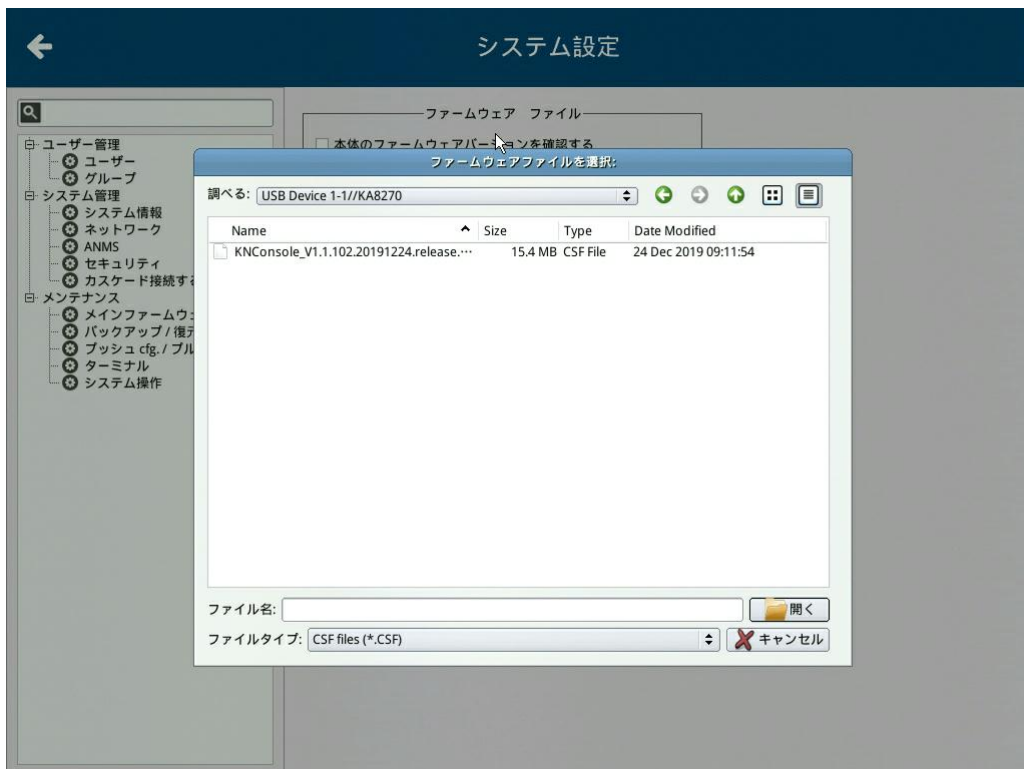 システム設定
ファームウェア ファイル
本体のファームウェアバージョンを確認する
ユーザー管理
ユーザー
グループ
システム管理
システム情報
ネットワーク
ANMS
セキュリティ
カスケード接続する
メンテナンス
メインファームウェ
バックアップ / 復元
プッシュ cfg. / プル
ターミナル
システム操作
ファームウェアファイルを選択:
調べる: USB Device 1-1//KA8270
Name Size Type Date Modified
KNConsole_V1.1.102.20191224.release.⋯ 15.4 MB CSF File 24 Dec 2019 09:11:54
ファイル名: 開く
ファイルタイプ: CSF files (*.CSF) キャンセル